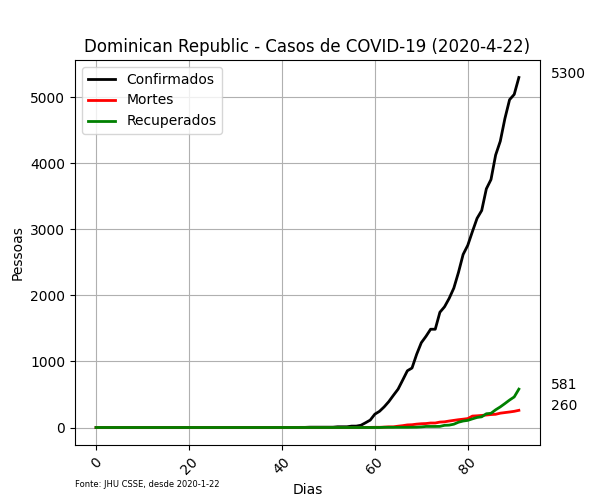 Dominican Republic - Casos de COVID-19 (2020-4-22)
Confirmados
Mortes
Recuperados
5300
581
260
Pessoas
5000
4000
3000
2000
1000
0
0
20
40
60
80
Dias
Fonte: JHU CSSE, desde 2020-1-22